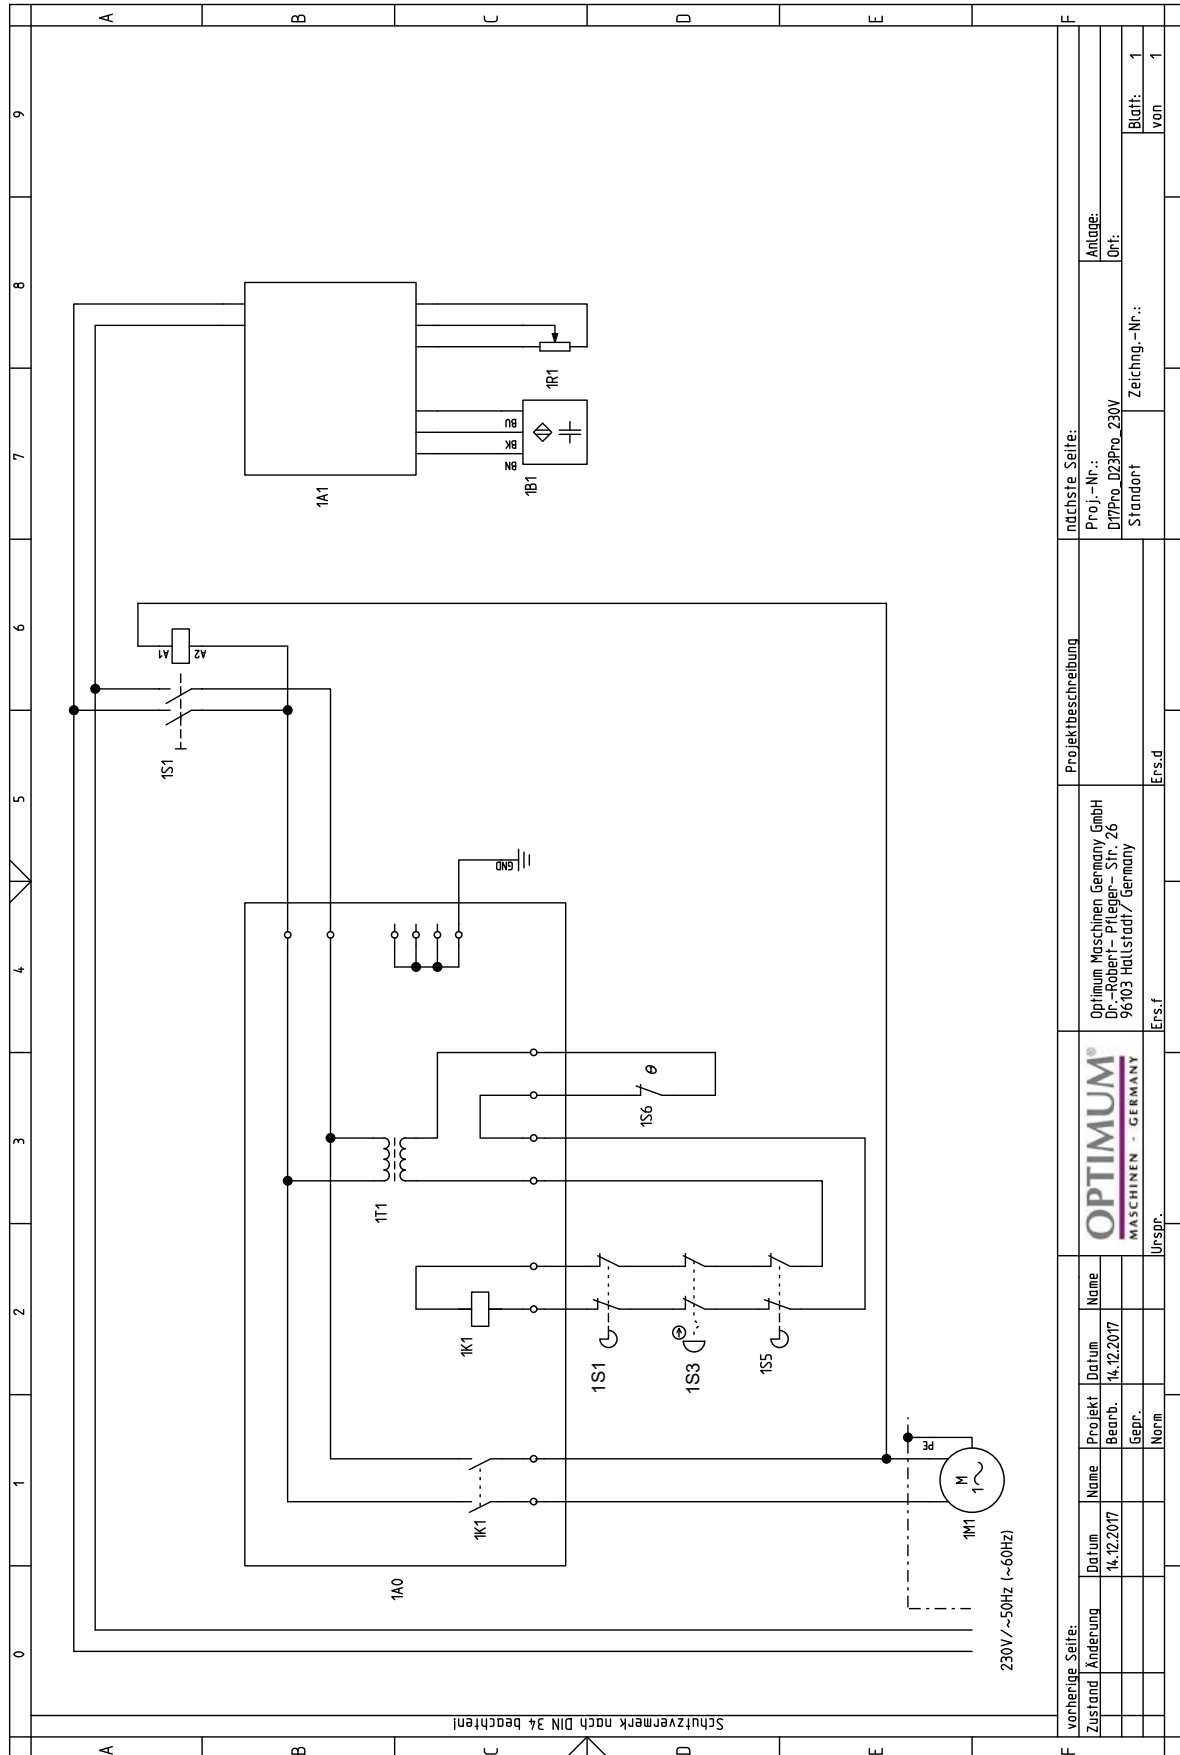 0 1 2 3 4 5 6 7 8 9
A A
B B
C C
D D
E E
F F
Schutzvermerk nach DIN 34 beachten!
1S1
A1
A2
1A1
BN
BK
BU
1B1
1R1
GND
1A0
1T1
1K1
1K1
1S6
θ
1S1
1S3
1S5
PE
M
1~
1M1
230V/~50Hz (~60Hz)
vorherige Seite:
Zustand Änderung Datum Name Projekt Datum Name
14.12.2017 Bearb. 14.12.2017
Gepr.
Norm
Urspr. Ers.f Ers.d
OPTIMUM®
MASCHINEN - GERMANY
Optimum Maschinen Germany GmbH
Dr.-Robert- Pfleger- Str. 26
96103 Hallstadt/ Germany
Projektbeschreibung
nächste Seite:
Proj.-Nr.: Anlage:
D17Pro_D23Pro_230V Ort:
Standort Zeichng.-Nr.: Blatt: 1
von 1